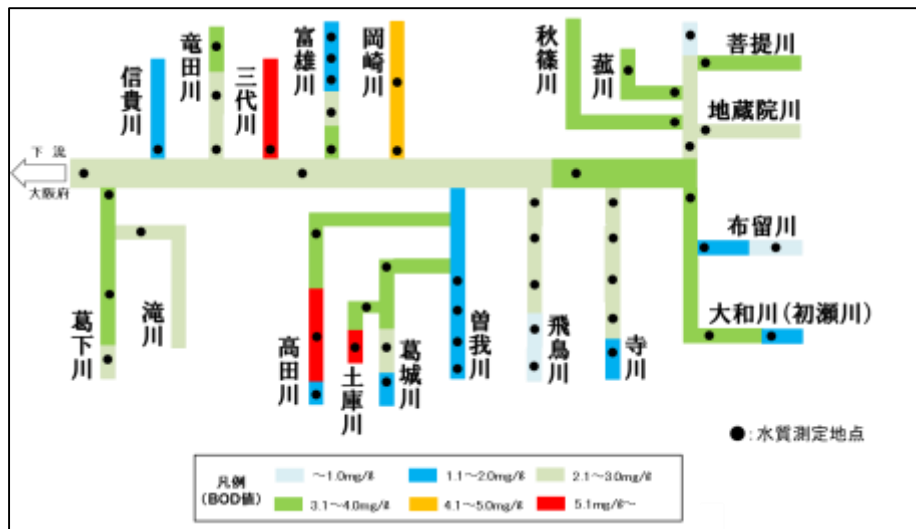 信貴川
竜田川
三代川
富雄川
岡崎川
秋篠川
菰川
菩提川
地蔵院川
下 流
大阪府
布留川
大和川(初瀬川)
葛下川
滝川
高田川
土庫川
葛城川
曽我川
飛鳥川
寺川
●:水質測定地点
凡例
(BOD値)
～1.0mg/ℓ
1.1～2.0mg/ℓ
2.1～3.0mg/ℓ
3.1～4.0mg/ℓ
4.1～5.0mg/ℓ
5.1mg/ℓ～